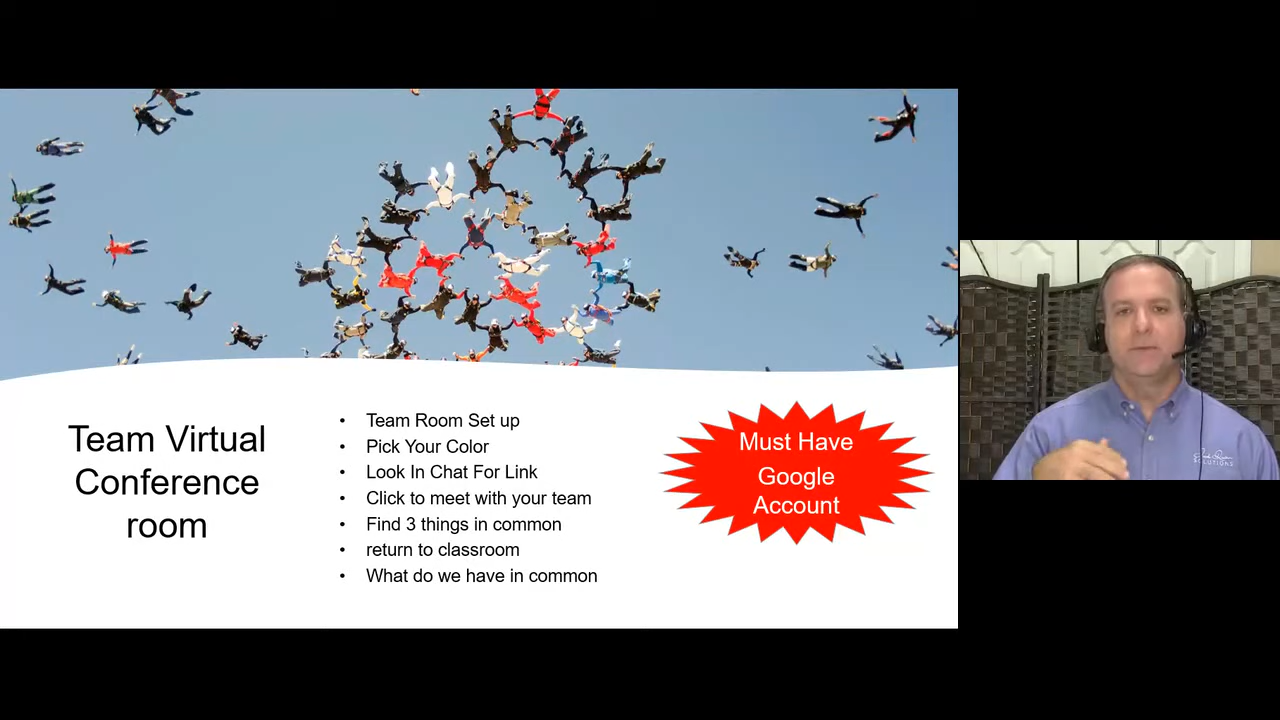 Team Virtual
Conference
room
• Team Room Set up
• Pick Your Color
• Look In Chat For Link
• Click to meet with your team
• Find 3 things in common
• return to classroom
• What do we have in common
Must Have
Google
Account
SOLUTIONS